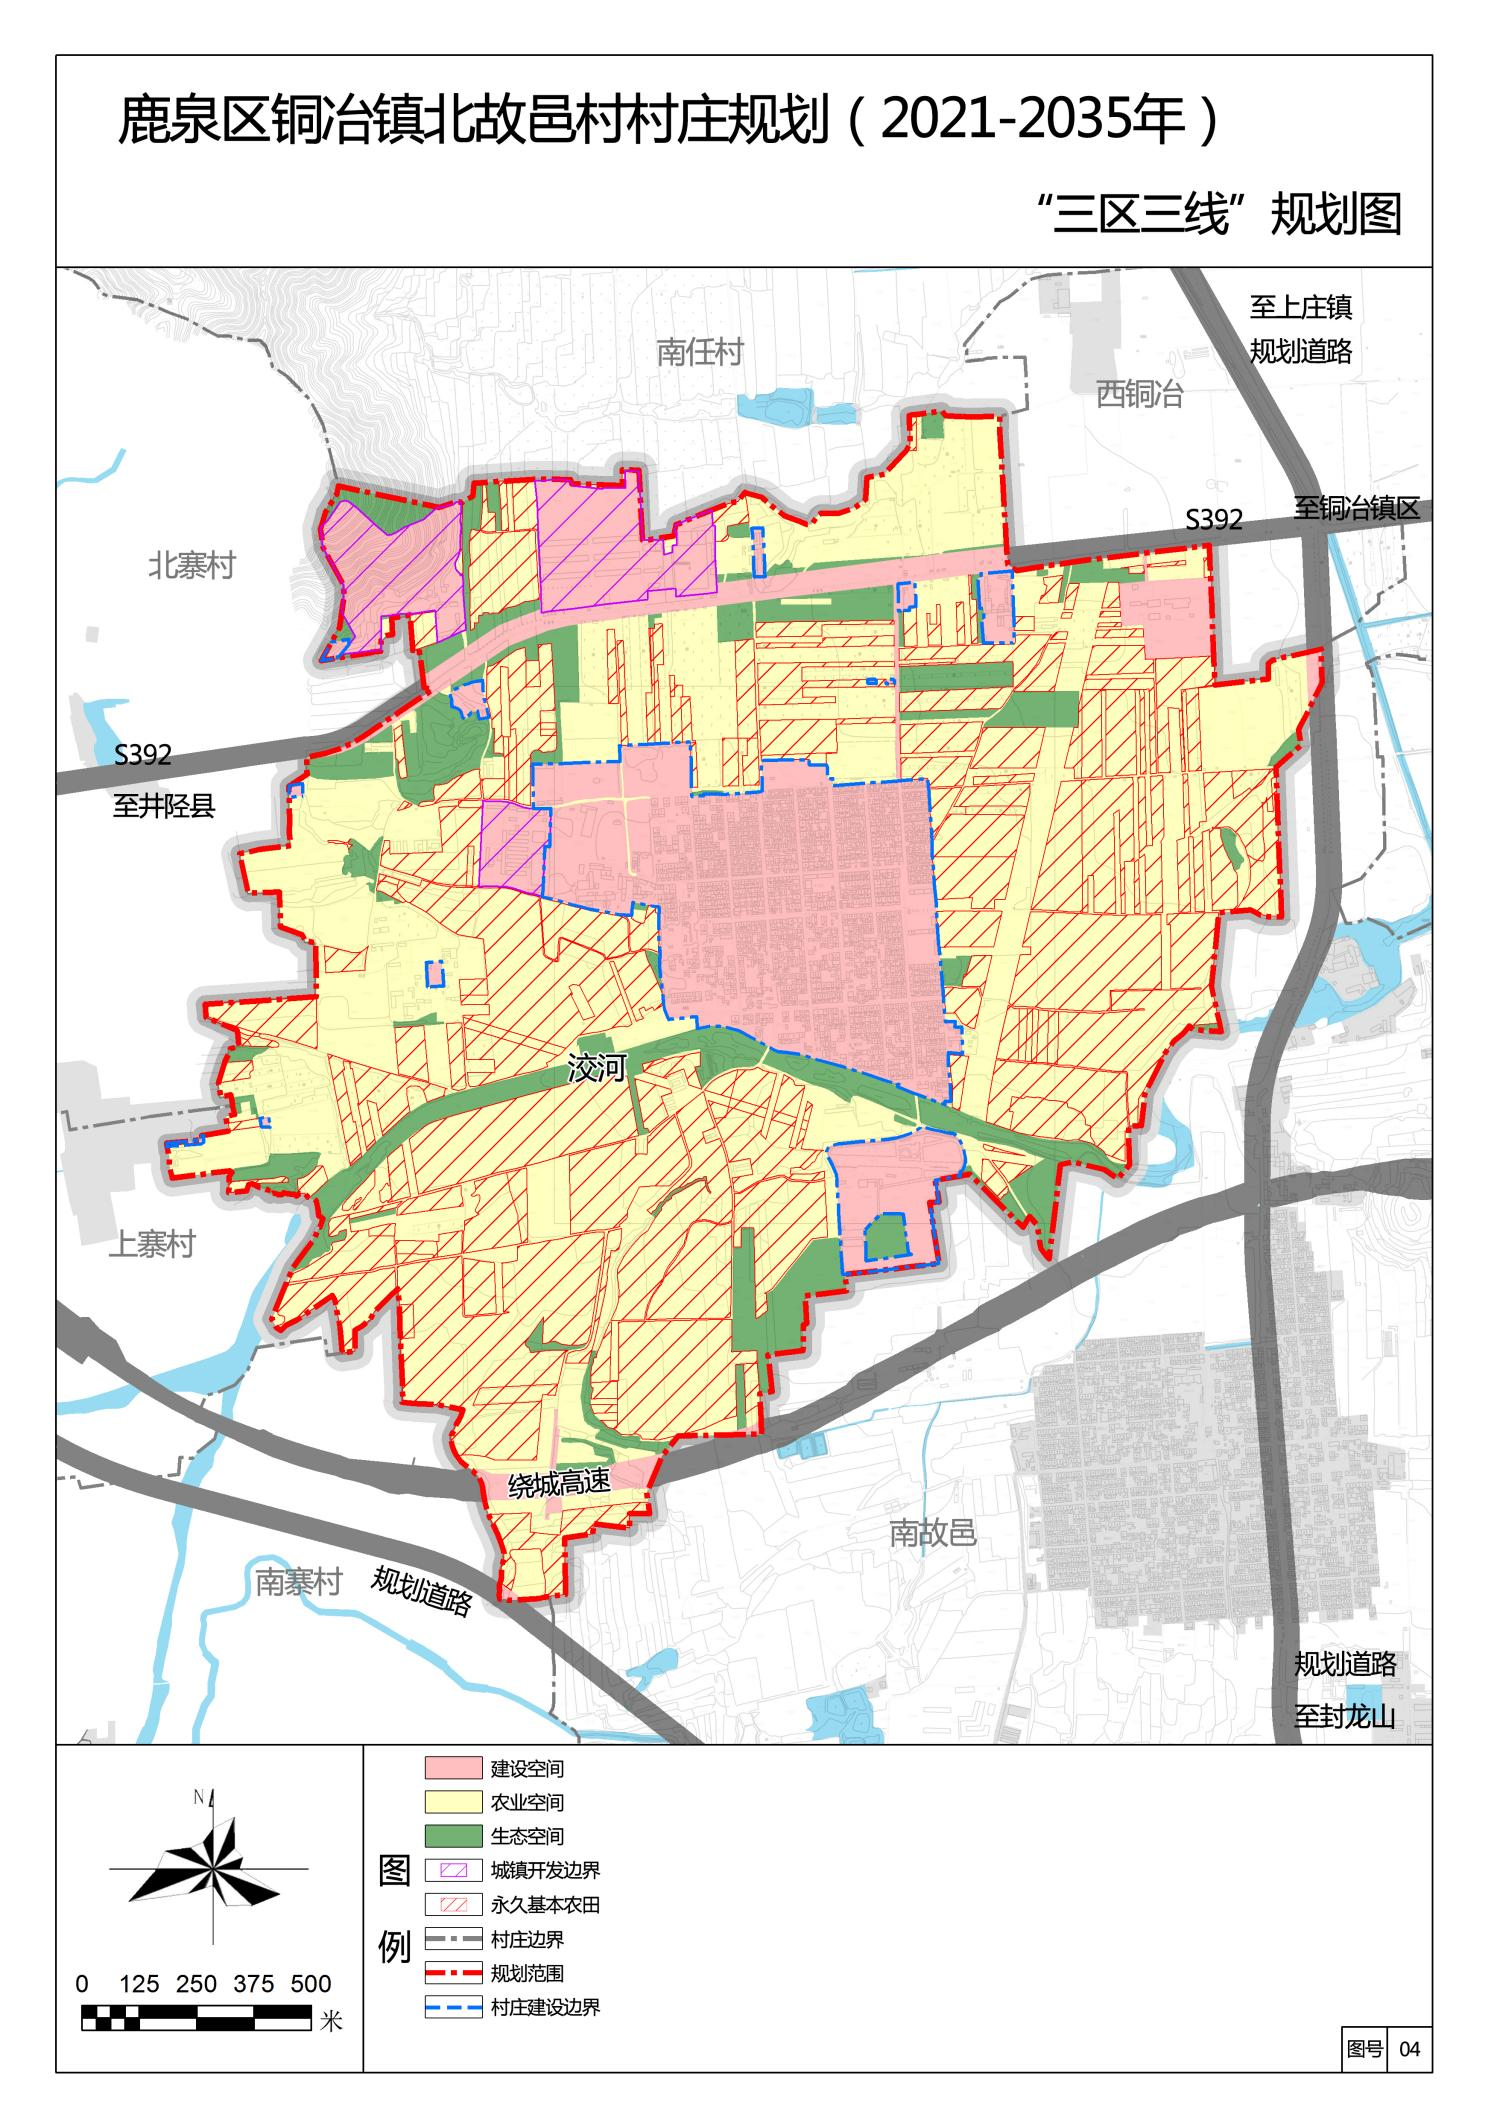 鹿泉区铜冶镇北故邑村村庄规划（2021-2035年）
“三区三线”规划图
至上庄镇
规划道路
南任村
西铜冶
S392
至铜冶镇区
北寨村
S392
至井陉县
洨河
上寨村
绕城高速
南故邑
南寨村
规划道路
规划道路
至封龙山
N
0 125 250 375 500
米
图例
建设空间
农业空间
生态空间
城镇开发边界
永久基本农田
村庄边界
规划范围
村庄建设边界
图号 04